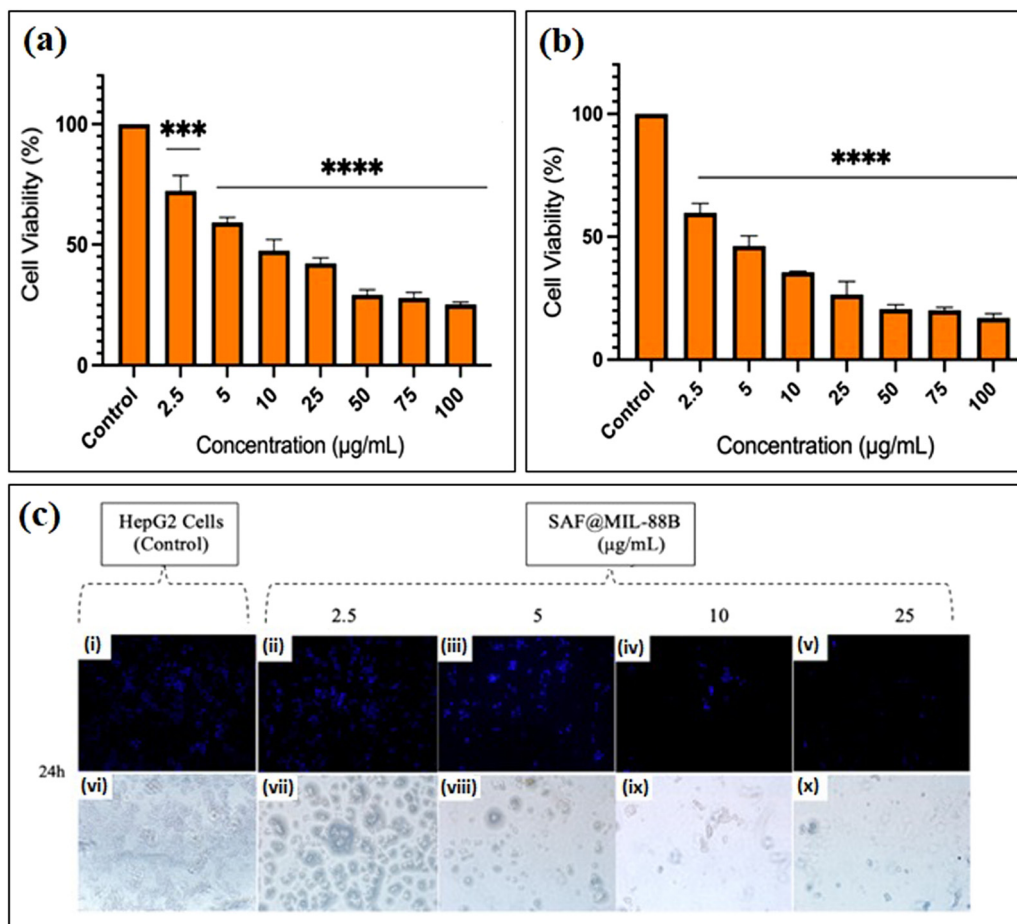 (a)
Cell Viability (%)
100
50
0
***
****
Control
2.5
5
10
25
50
75
100
Concentration (µg/mL)
(b)
Cell Viability (%)
100
50
0
****
Control
2.5
5
10
25
50
75
100
Concentration (µg/mL)
(c)
HepG2 Cells
(Control)
SAF@MIL-88B
(µg/mL)
2.5 5 10 25
(i) (ii) (iii) (iv) (v)
24h
(vi) (vii) (viii) (ix) (x)